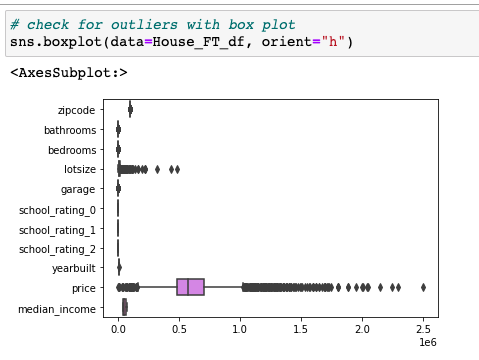 # check for outliers with box plot
sns.boxplot(data=House_FT_df, orient="h")
<AxesSubplot:>
zipcode
bathrooms
bedrooms
lotsize
garage
school_rating_0
school_rating_1
school_rating_2
yearbuilt
price
median_income
0.0 0.5 1.0 1.5 2.0 2.5
1e6